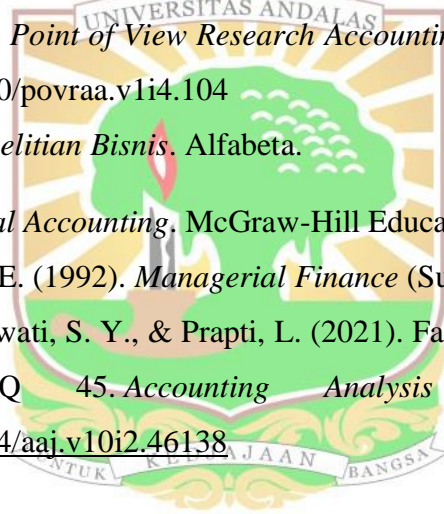 UNIVERSITAS ANDALAS
Point of View Research Accountin
0/povraa.v1i4.104
elitian Bisnis. Alfabeta.
al Accounting. McGraw-Hill Educa
E. (1992). Managerial Finance (Su
wati, S. Y., & Prapti, L. (2021). Fa
Q 45. Accounting Analysis
4/aaj.v10i2.46138
UNTUK KEDJAJAAN BANGSA